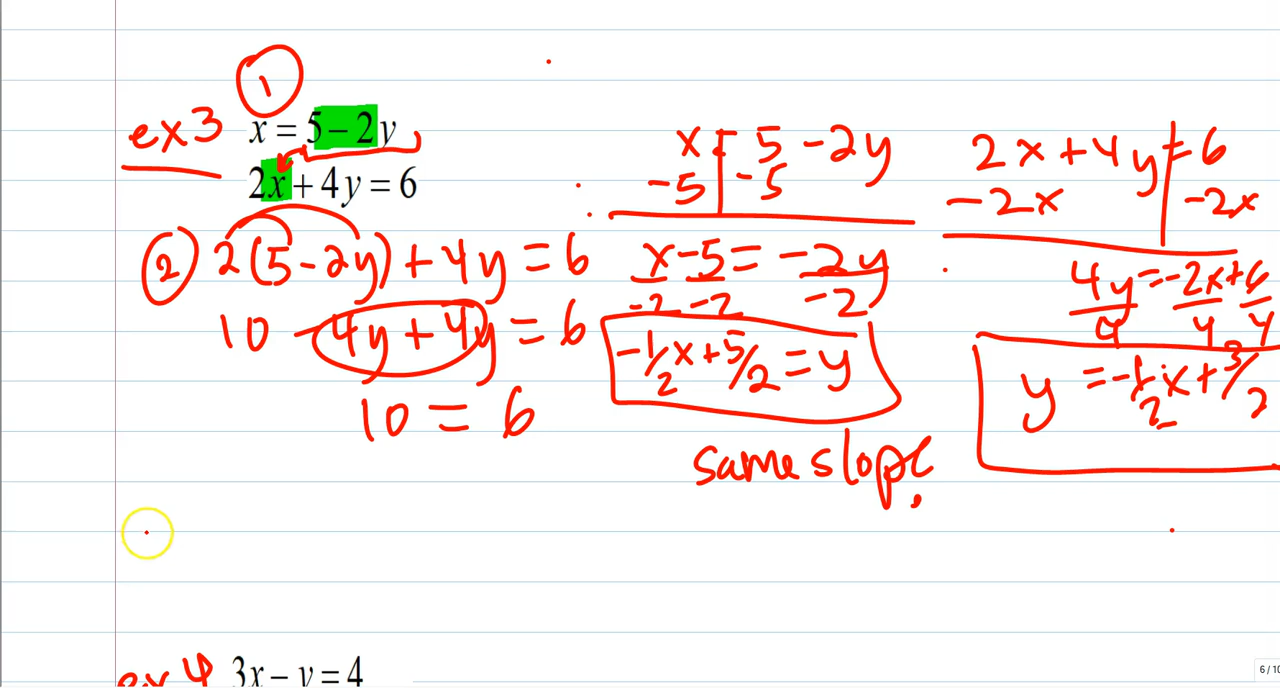 1
ex3 x = 5 – 2y
2x + 4y = 6
② 2(5-2y)+4y=6
10 -4y+4y=6
10 = 6
x = 5 -2y
-5 -5
x-5 = -2y
-2 -2 -2
-1/2x+5/2=y
same slope,
2x+4y=6
-2x -2x
4y=-2x+6
4 4 4
y =-1/2x+3/2
ex4 3x – y = 4
6 / 10